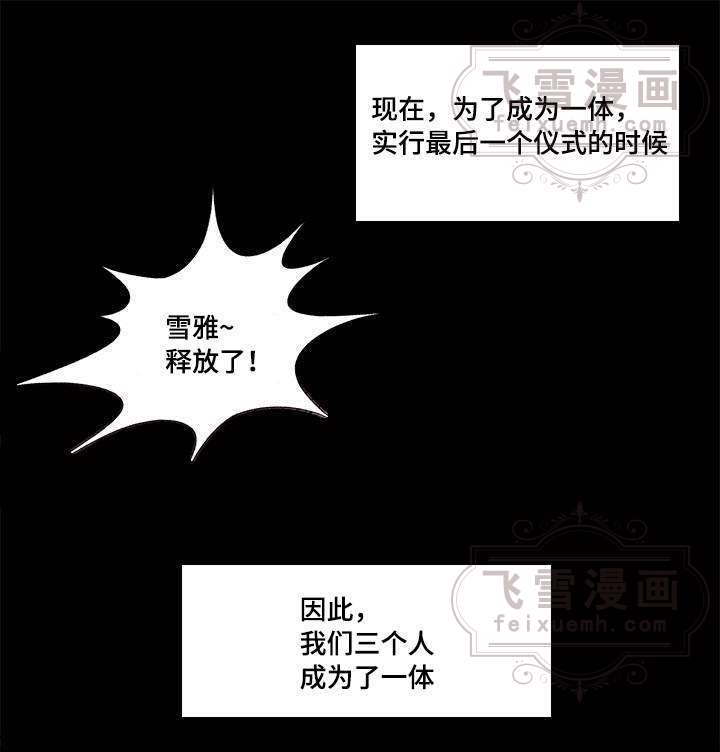 飞雪漫画
feixuemh.com
现在，为了成为一体，
实行最后一个仪式的时候
雪雅~
释放了！
飞雪漫画
feixuemh.com
因此，
我们三个人
成为了一体